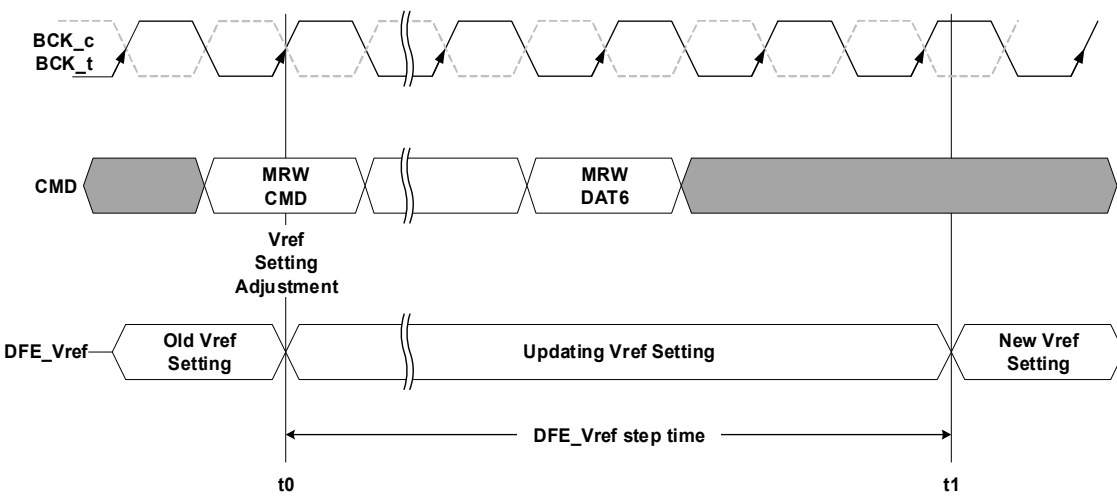 BCK_c
BCK_t
CMD
MRW
CMD
MRW
DAT6
Vref
Setting
Adjustment
DFE_Vref
Old Vref
Setting
Updating Vref Setting
New Vref
Setting
DFE_Vref step time
t0
t1